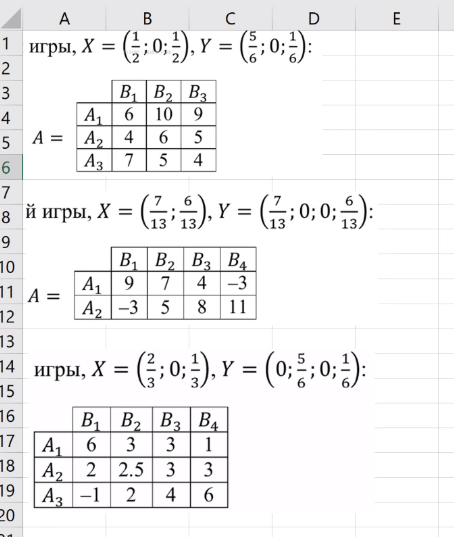 A B C D E
1 игры, X = (1/2; 0; 1/2), Y = (5/6; 0; 1/6):
2
3 B₁ B₂ B₃
4 A₁ 6 10 9
5 A = A₂ 4 6 5
6 A₃ 7 5 4
7
8 й игры, X = (7/13; 6/13), Y = (7/13; 0; 0; 6/13):
9
10 B₁ B₂ B₃ B₄
11 A = A₁ 9 7 4 −3
12 A₂ −3 5 8 11
13
14 игры, X = (2/3; 0; 1/3), Y = (0; 5/6; 0; 1/6):
15
16 B₁ B₂ B₃ B₄
17 A₁ 6 3 3 1
18 A₂ 2 2.5 3 3
19 A₃ −1 2 4 6
20